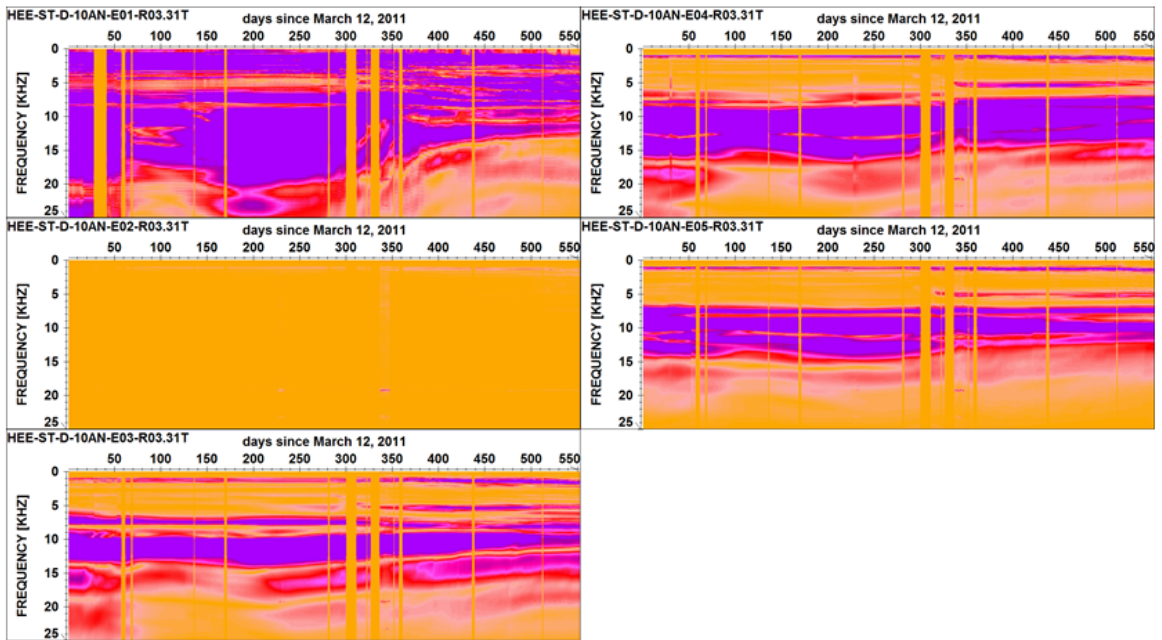 HEE-ST-D-10AN-E01-R03.31T days since March 12, 2011
50 100 150 200 250 300 350 400 450 500 550
FREQUENCY [KHZ]
0
5
10
15
20
25
HEE-ST-D-10AN-E04-R03.31T days since March 12, 2011
50 100 150 200 250 300 350 400 450 500 550
FREQUENCY [KHZ]
0
5
10
15
20
25
HEE-ST-D-10AN-E02-R03.31T days since March 12, 2011
50 100 150 200 250 300 350 400 450 500 550
FREQUENCY [KHZ]
0
5
10
15
20
25
HEE-ST-D-10AN-E05-R03.31T days since March 12, 2011
50 100 150 200 250 300 350 400 450 500 550
FREQUENCY [KHZ]
0
5
10
15
20
25
HEE-ST-D-10AN-E03-R03.31T days since March 12, 2011
50 100 150 200 250 300 350 400 450 500 550
FREQUENCY [KHZ]
0
5
10
15
20
25